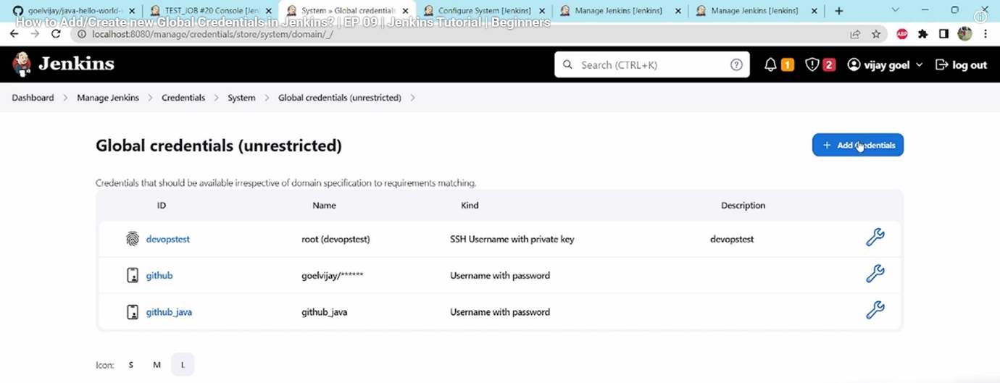 goelvijay/java-hello-world-
TEST_JOB #20 Console [Jen
System » Global credentials
Configure System [Jenkins]
Manage Jenkins [Jenkins]
Manage Jenkins [Jenkins]
How to Add/Create new Global Credentials in Jenkins? | EP 09 | Jenkins Tutorial | Beginners
localhost:8080/manage/credentials/store/system/domain/_/
ABP
Jenkins
Search (CTRL+K)
1
2
vijay goel
log out
Dashboard
Manage Jenkins
Credentials
System
Global credentials (unrestricted)
Global credentials (unrestricted)
+ Add Credentials
Credentials that should be available irrespective of domain specification to requirements matching.
ID Name Kind Description
devopstest root (devopstest) SSH Username with private key devopstest
github goelvijay/****** Username with password
github_java github_java Username with password
Icon: S M L